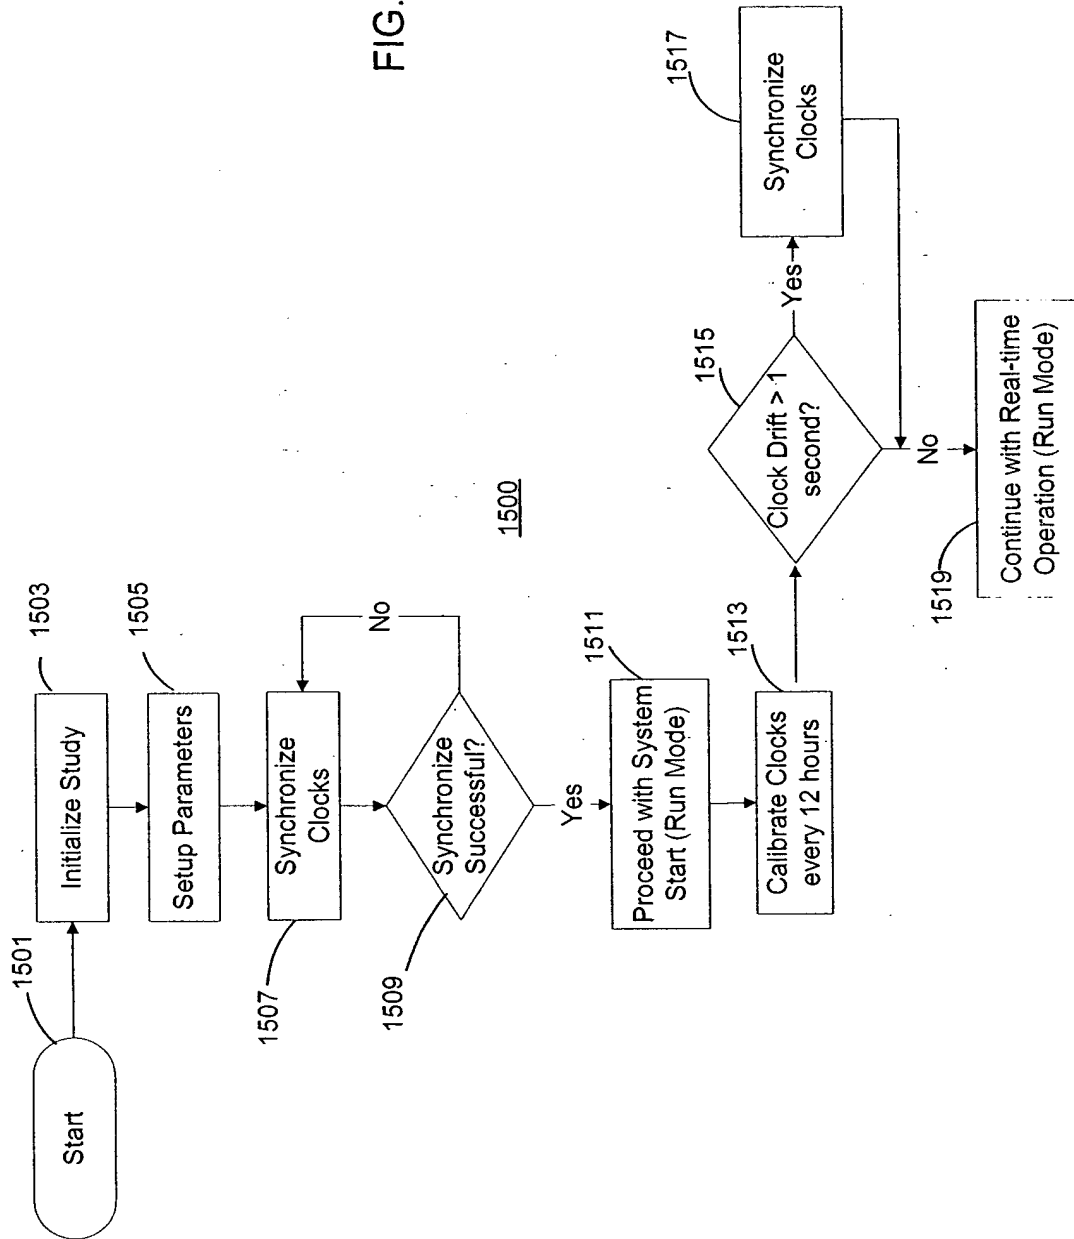 FIG.
1501
Start
1503
Initialize Study
1505
Setup Parameters
1507
Synchronize
Clocks
No
1509
Synchronize
Successful?
Yes
1500
1511
Proceed with System
Start (Run Mode)
1513
Calibrate Clocks
every 12 hours
1515
Clock Drift > 1
second?
Yes
1517
Synchronize
Clocks
No
1519
Continue with Real-time
Operation (Run Mode)